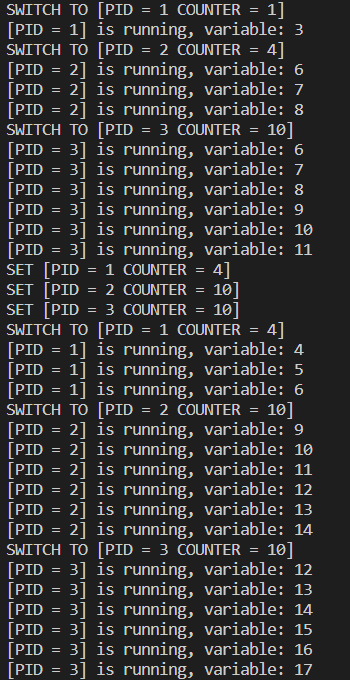 SWITCH TO [PID = 1 COUNTER = 1]
[PID = 1] is running, variable: 3
SWITCH TO [PID = 2 COUNTER = 4]
[PID = 2] is running, variable: 6
[PID = 2] is running, variable: 7
[PID = 2] is running, variable: 8
SWITCH TO [PID = 3 COUNTER = 10]
[PID = 3] is running, variable: 6
[PID = 3] is running, variable: 7
[PID = 3] is running, variable: 8
[PID = 3] is running, variable: 9
[PID = 3] is running, variable: 10
[PID = 3] is running, variable: 11
SET [PID = 1 COUNTER = 4]
SET [PID = 2 COUNTER = 10]
SET [PID = 3 COUNTER = 10]
SWITCH TO [PID = 1 COUNTER = 4]
[PID = 1] is running, variable: 4
[PID = 1] is running, variable: 5
[PID = 1] is running, variable: 6
SWITCH TO [PID = 2 COUNTER = 10]
[PID = 2] is running, variable: 9
[PID = 2] is running, variable: 10
[PID = 2] is running, variable: 11
[PID = 2] is running, variable: 12
[PID = 2] is running, variable: 13
[PID = 2] is running, variable: 14
SWITCH TO [PID = 3 COUNTER = 10]
[PID = 3] is running, variable: 12
[PID = 3] is running, variable: 13
[PID = 3] is running, variable: 14
[PID = 3] is running, variable: 15
[PID = 3] is running, variable: 16
[PID = 3] is running, variable: 17